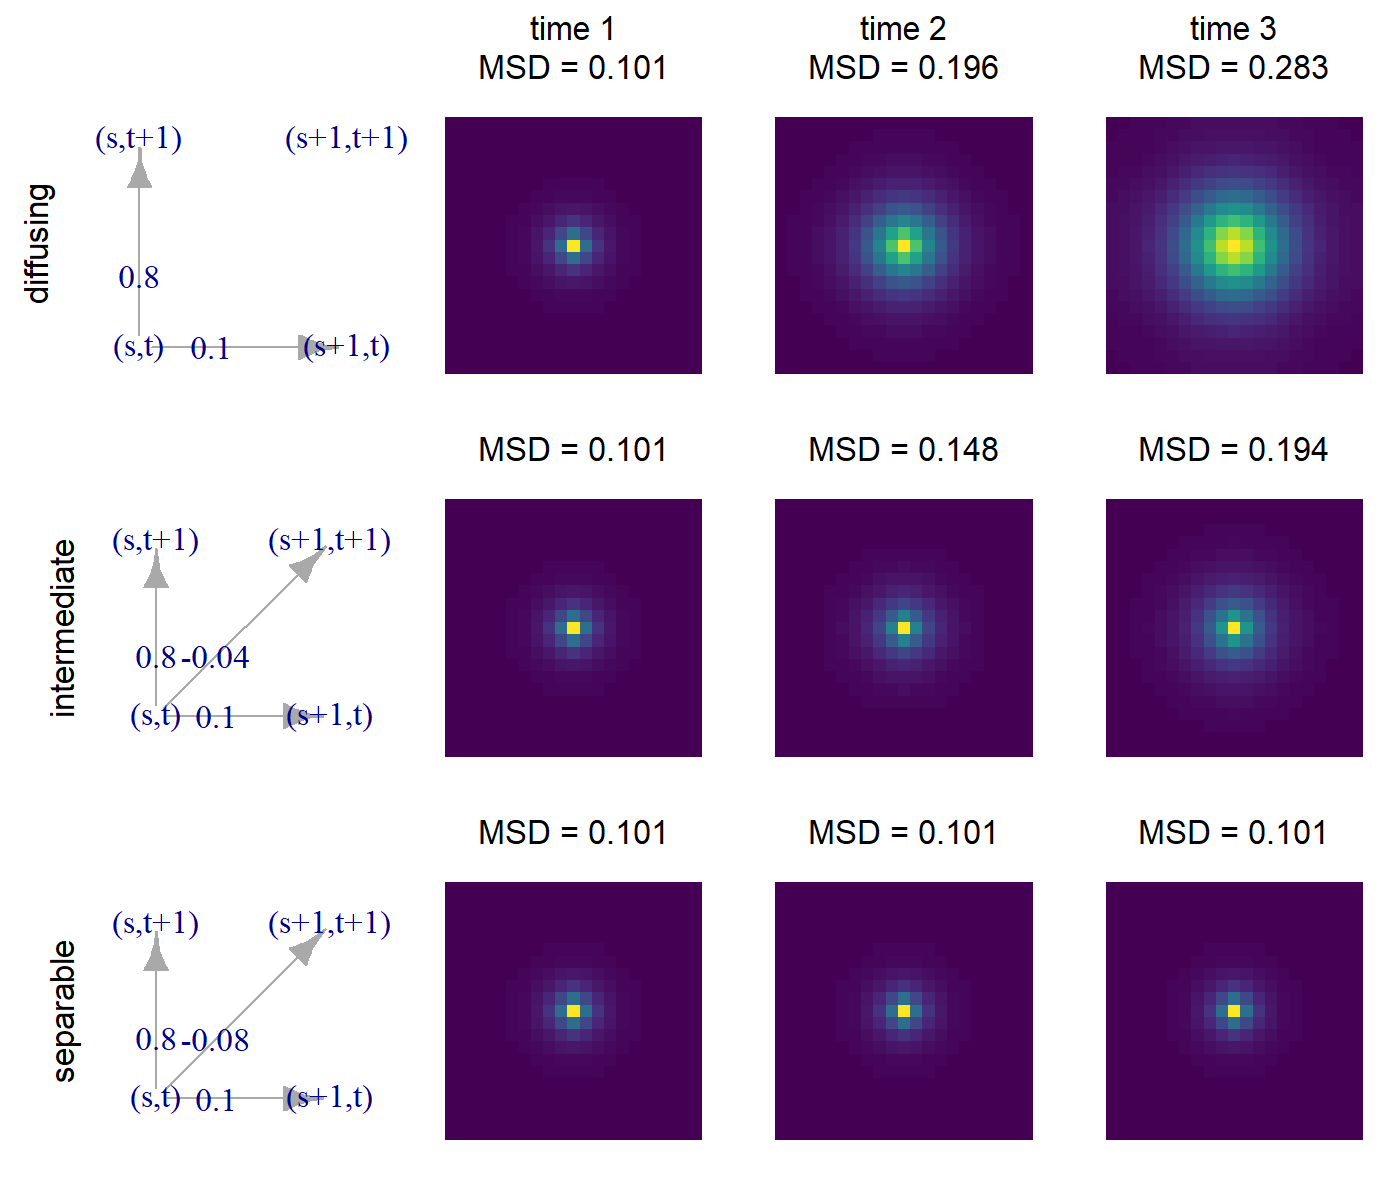 time 1
time 2
time 3
MSD = 0.101
MSD = 0.196
MSD = 0.283
diffusing
(s,t+1)
(s+1,t+1)
0.8
(s,t)
0.1
(s+1,t)
MSD = 0.101
MSD = 0.148
MSD = 0.194
intermediate
(s,t+1)
(s+1,t+1)
0.8
-0.04
(s,t)
0.1
(s+1,t)
MSD = 0.101
MSD = 0.101
MSD = 0.101
separable
(s,t+1)
(s+1,t+1)
0.8
-0.08
(s,t)
0.1
(s+1,t)